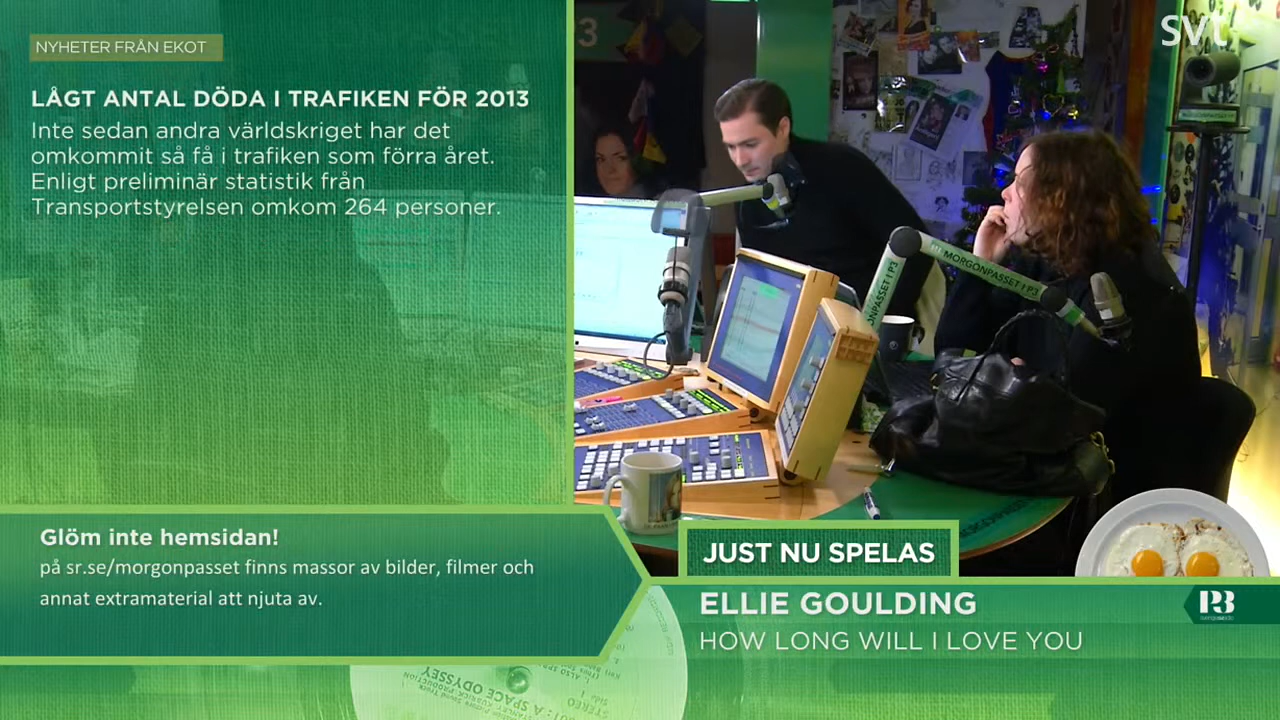 NYHETER FRÅN EKOT
LÅGT ANTAL DÖDA I TRAFIKEN FÖR 2013
Inte sedan andra världskriget har det
omkommit så få i trafiken som förra året.
Enligt preliminär statistik från
Transportstyrelsen omkom 264 personer.
svt
MORGONPASSET I P3
Glöm inte hemsidan!
på sr.se/morgonpasset finns massor av bilder, filmer och
annat extramaterial att njuta av.
JUST NU SPELAS
ELLIE GOULDING
HOW LONG WILL I LOVE YOU
P3
A SPACE ODYSSEY
STEREO